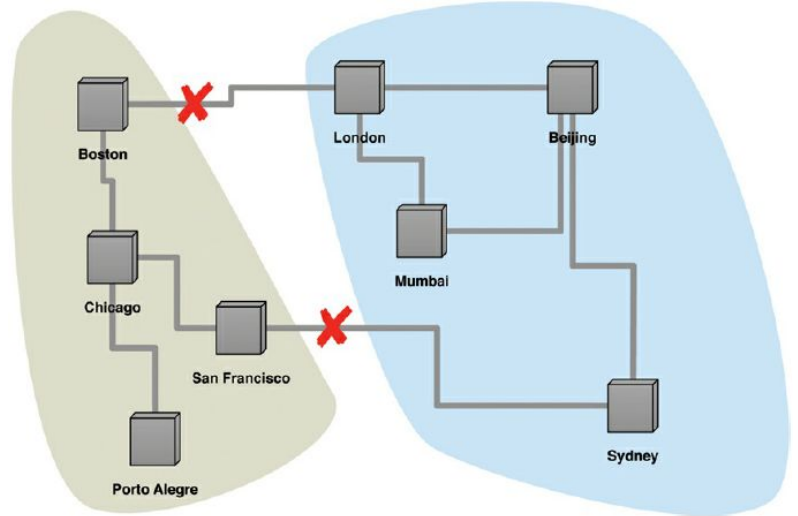 Boston
London
Beijing
Mumbai
Chicago
San Francisco
Sydney
Porto Alegre